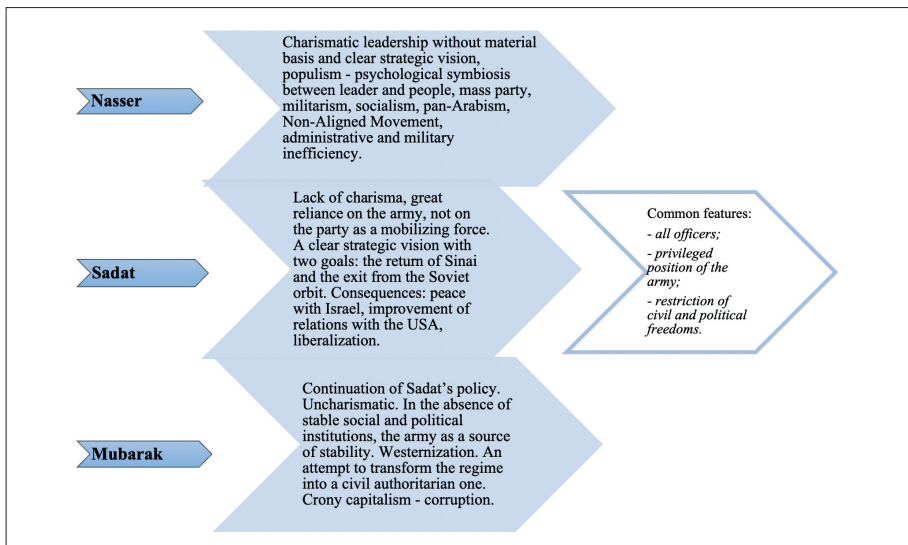 Nasser
Charismatic leadership without material
basis and clear strategic vision,
populism - psychological symbiosis
between leader and people, mass party,
militarism, socialism, pan-Arabism,
Non-Aligned Movement,
administrative and military
inefficiency.
Sadat
Lack of charisma, great
reliance on the army, not on
the party as a mobilizing force.
A clear strategic vision with
two goals: the return of Sinai
and the exit from the Soviet
orbit. Consequences: peace
with Israel, improvement of
relations with the USA,
liberalization.
Common features:
- all officers;
- privileged
position of the
army;
- restriction of
civil and political
freedoms.
Mubarak
Continuation of Sadat’s policy.
Uncharismatic. In the absence of
stable social and political
institutions, the army as a source
of stability. Westernization. An
attempt to transform the regime
into a civil authoritarian one.
Crony capitalism - corruption.